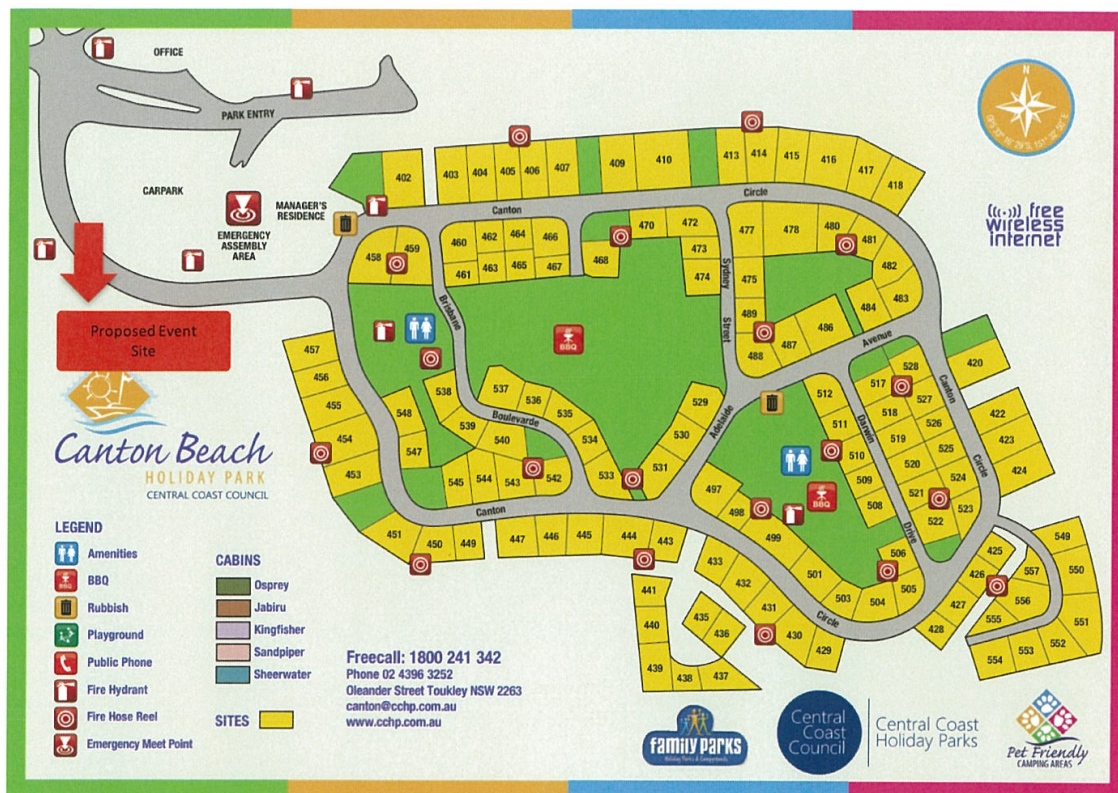 OFFICE
PARK ENTRY
CARPARK
EMERGENCY
ASSEMBLY
AREA
MANAGER'S
RESIDENCE
N
free
wireless
internet
Proposed Event
Site
Canton Beach
HOLIDAY PARK
CENTRAL COAST COUNCIL
402
403 404 405 406 407
409 410
413 414 415 416 417 418
Canton Circle
458 459
460 462 464 466
461 463 465 467
468 470 472
473
474
477 478 480 481
475 482
483
484
489 486
488 487
Brisbane
Sydney Street
BBQ
Avenue
457
456
455
454
453
548
547
538
539
537 536 535
Boulevarde
540 534
545 544 543 542 533
529
530
531
Adelaide
512
511
510
509
508
Darwin
Drive
517 528
518 527
519 526
520 525
521 524
522 523
Canton
Circle
420
422
423
424
BBQ
497
498
499
501
503
504
505
506
Canton
451 450 449
447 446 445 444 443
433
432
431
430
429
Circle
441
440
439
438
437
435
436
425
426
427
428
549
550
551
552
553
554
555
556
557
LEGEND
Amenities
BBQ
BBQ
Rubbish
Playground
Public Phone
Fire Hydrant
Fire Hose Reel
Emergency Meet Point
CABINS
Osprey
Jabiru
Kingfisher
Sandpiper
Sheerwater
SITES
Freecall: 1800 241 342
Phone 02 4396 3252
Oleander Street Toukley NSW 2263
canton@cchp.com.au
www.cchp.com.au
family parks
Holiday Parks & Campgrounds
Central
Coast
Council
Central Coast
Holiday Parks
Pet Friendly
CAMPING AREAS